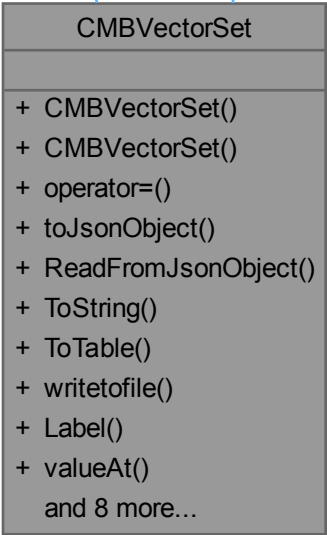 CMBVectorSet
+ CMBVectorSet()
+ CMBVectorSet()
+ operator=()
+ toJsonObject()
+ ReadFromJsonObject()
+ ToString()
+ ToTable()
+ writetofile()
+ Label()
+ valueAt()
and 8 more...